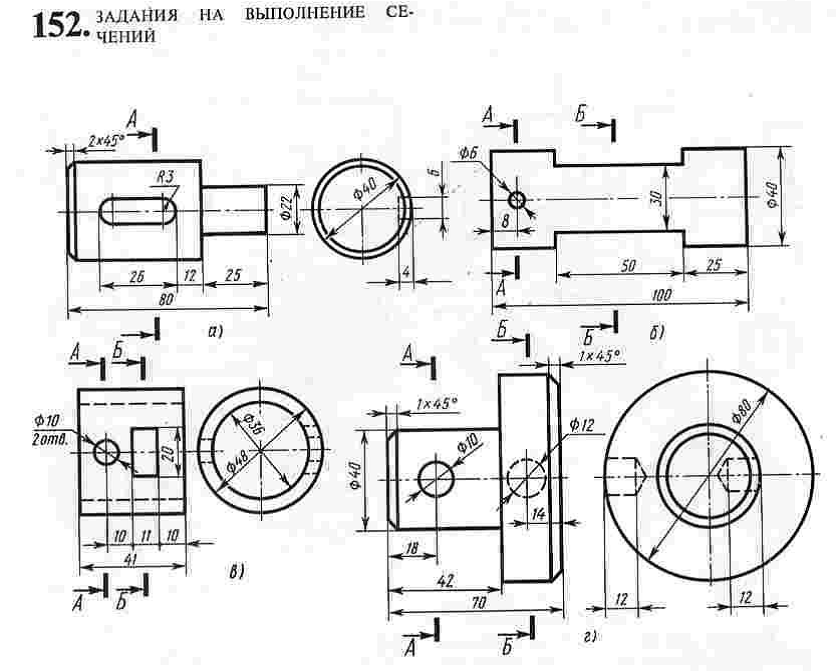 152. ЗАДАНИЯ НА ВЫПОЛНЕНИЕ СЕ-
ЧЕНИЙ
А
2×45°
R3
Ф22
26
12
25
80
Ф40
6
4
а)
А
Б
Ф6
8
30
Ф40
50
25
А
100
Б
б)
А
Б
Ф10
2отв.
20
10
11
10
41
А
Б
Ф36
Ф48
в)
А
Б
1×45°
1×45°
Ф10
Ф12
Ф40
14
18
42
70
А
Б
Ф80
12
12
г)